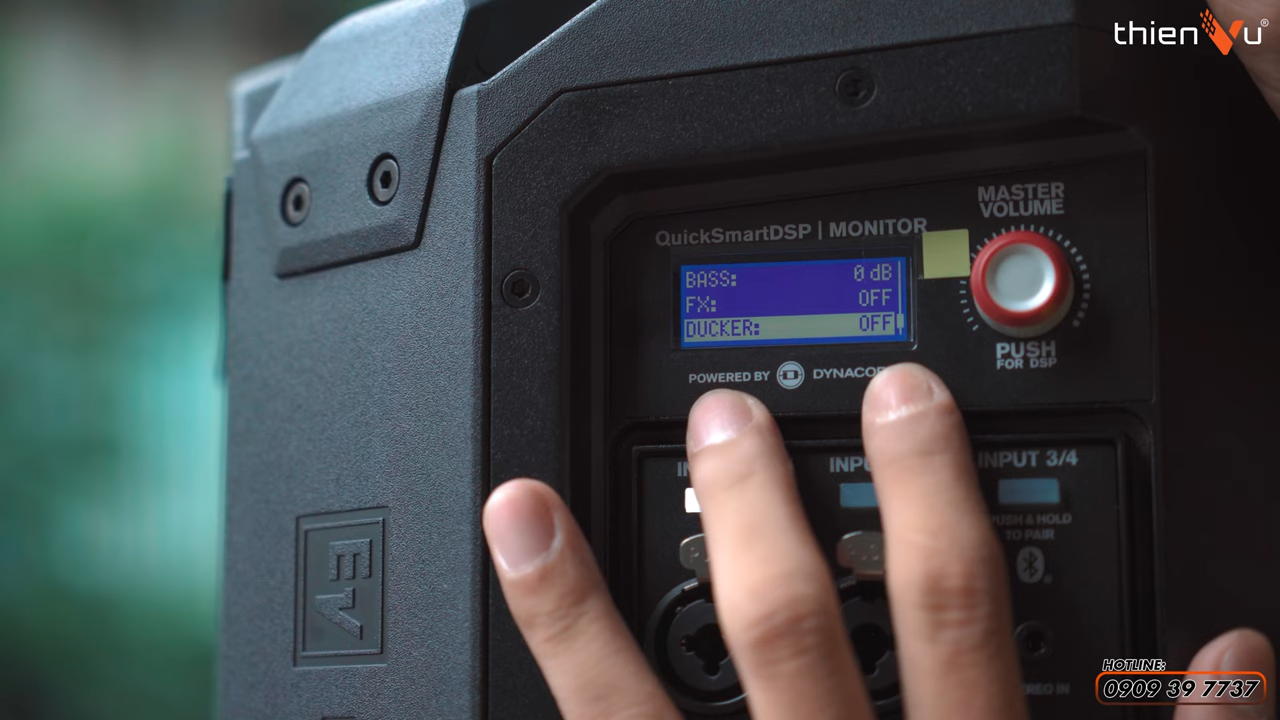 thienVu®
MASTER
VOLUME
QuickSmartDSP | MONITOR
BASS: 0 dB
FX: OFF
DUCKER: OFF
PUSH
FOR DSP
POWERED BY DYNACOR
INPUT 3/4
PUSH & HOLD
TO PAIR
EV
HOTLINE:
0909 39 7737